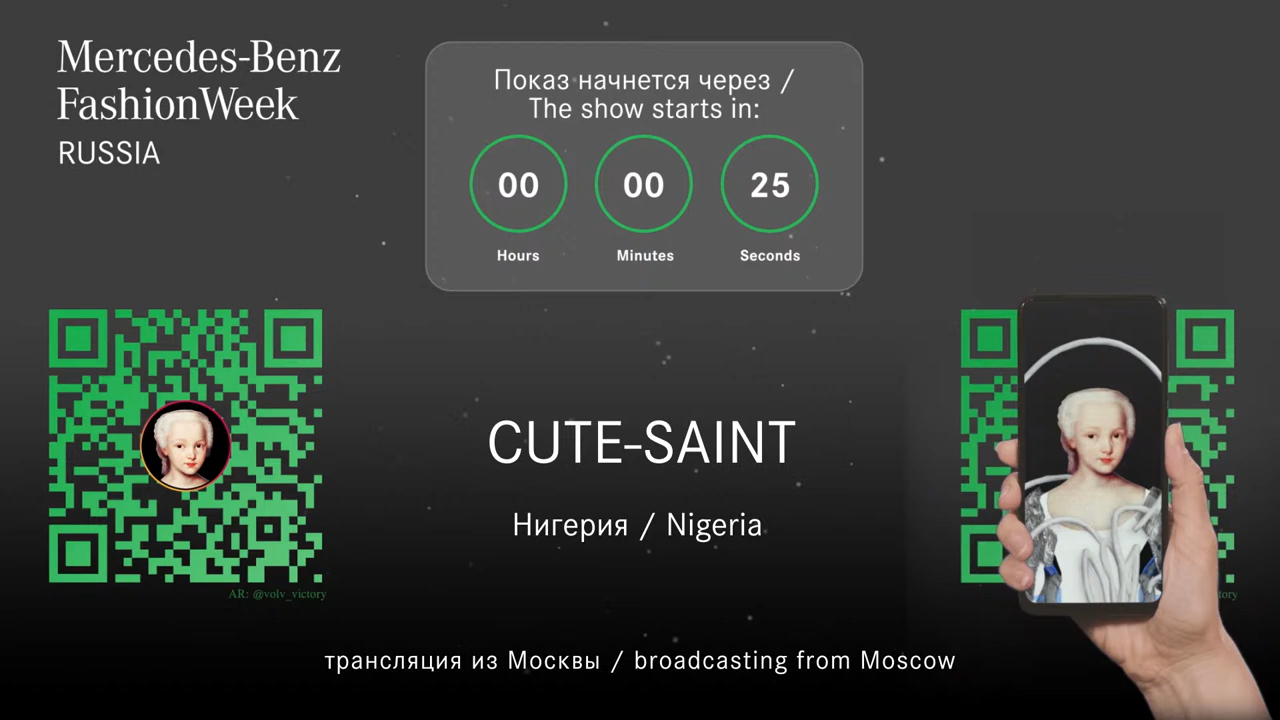 Mercedes-Benz
FashionWeek
RUSSIA
Показ начнется через /
The show starts in:
00 00 25
Hours Minutes Seconds
CUTE-SAINT
Нигерия / Nigeria
AR: @volv_victory
трансляция из Москвы / broadcasting from Moscow